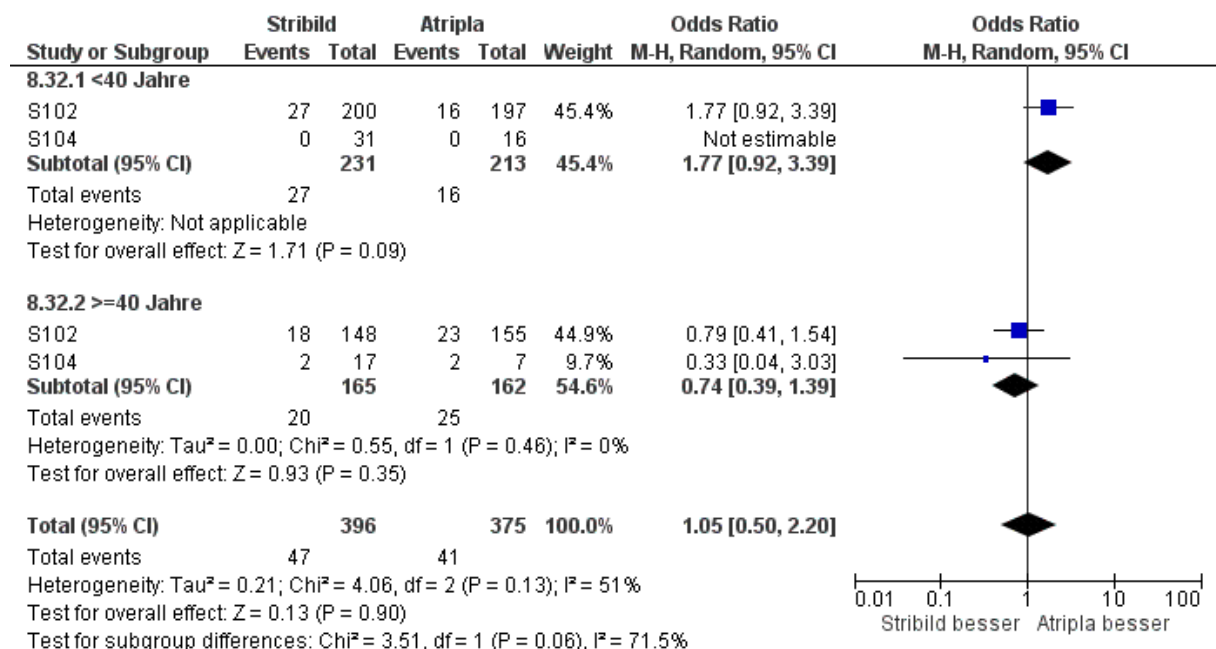 Stribild Atripla Odds Ratio Odds Ratio
Study or Subgroup Events Total Events Total Weight M-H, Random, 95% CI M-H, Random, 95% CI
8.32.1 <40 Jahre
S102 27 200 16 197 45.4% 1.77 [0.92, 3.39]
S104 0 31 0 16 Not estimable
Subtotal (95% CI) 231 213 45.4% 1.77 [0.92, 3.39]
Total events 27 16
Heterogeneity: Not applicable
Test for overall effect: Z = 1.71 (P = 0.09)
8.32.2 >=40 Jahre
S102 18 148 23 155 44.9% 0.79 [0.41, 1.54]
S104 2 17 2 7 9.7% 0.33 [0.04, 3.03]
Subtotal (95% CI) 165 162 54.6% 0.74 [0.39, 1.39]
Total events 20 25
Heterogeneity: Tau² = 0.00; Chi² = 0.55, df = 1 (P = 0.46); I² = 0%
Test for overall effect: Z = 0.93 (P = 0.35)
Total (95% CI) 396 375 100.0% 1.05 [0.50, 2.20]
Total events 47 41
Heterogeneity: Tau² = 0.21; Chi² = 4.06, df = 2 (P = 0.13); I² = 51%
Test for overall effect: Z = 0.13 (P = 0.90)
Test for subgroup differences: Chi² = 3.51, df = 1 (P = 0.06), I² = 71.5%
0.01 0.1 1 10 100
Stribild besser Atripla besser